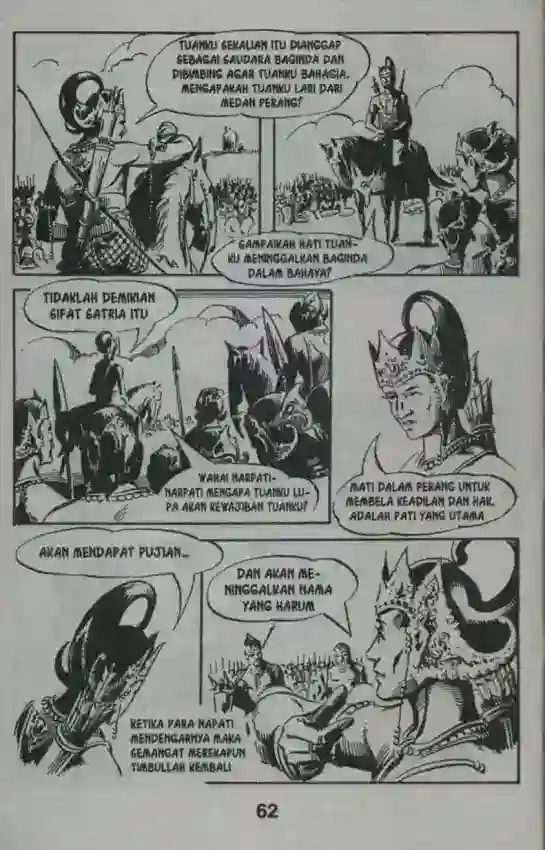 TUANKU SEKALIAN ITU DIANGGAP
SEBAGAI SAUDARA BAGINDA DAN
DIBIMBING AGAR TUANKU BAHAGIA.
MENGAPAKAH TUANKU LARI DARI
MEDAN PERANG?
SAMPAIKAH HATI TUAN-
KU MENINGGALKAN BAGINDA
DALAM BAHAYA?
TIDAKLAH DEMIKIAN
SIFAT SATRIA ITU
WAHAI NARPATI-
NARPATI MENGAPA TUANKU LU-
PA AKAN KEWAJIBAN TUANKU?
MATI DALAM PERANG UNTUK
MEMBELA KEADILAN DAN HAK,
ADALAH PATI YANG UTAMA
AKAN MENDAPAT PUJIAN...
DAN AKAN ME-
NINGGALKAN NAMA
YANG HARUM
KETIKA PARA NAPATI
MENDENGARNYA MAKA
SEMANGAT MEREKAPUN
TIMBULLAH KEMBALI
62